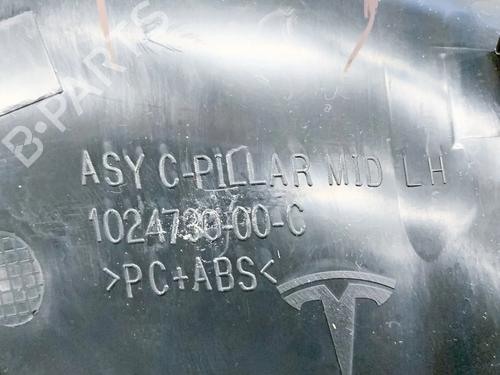 B-PARTS
ASY C-PILLAR MID LH
1024730-00-C
>PC+ABS<